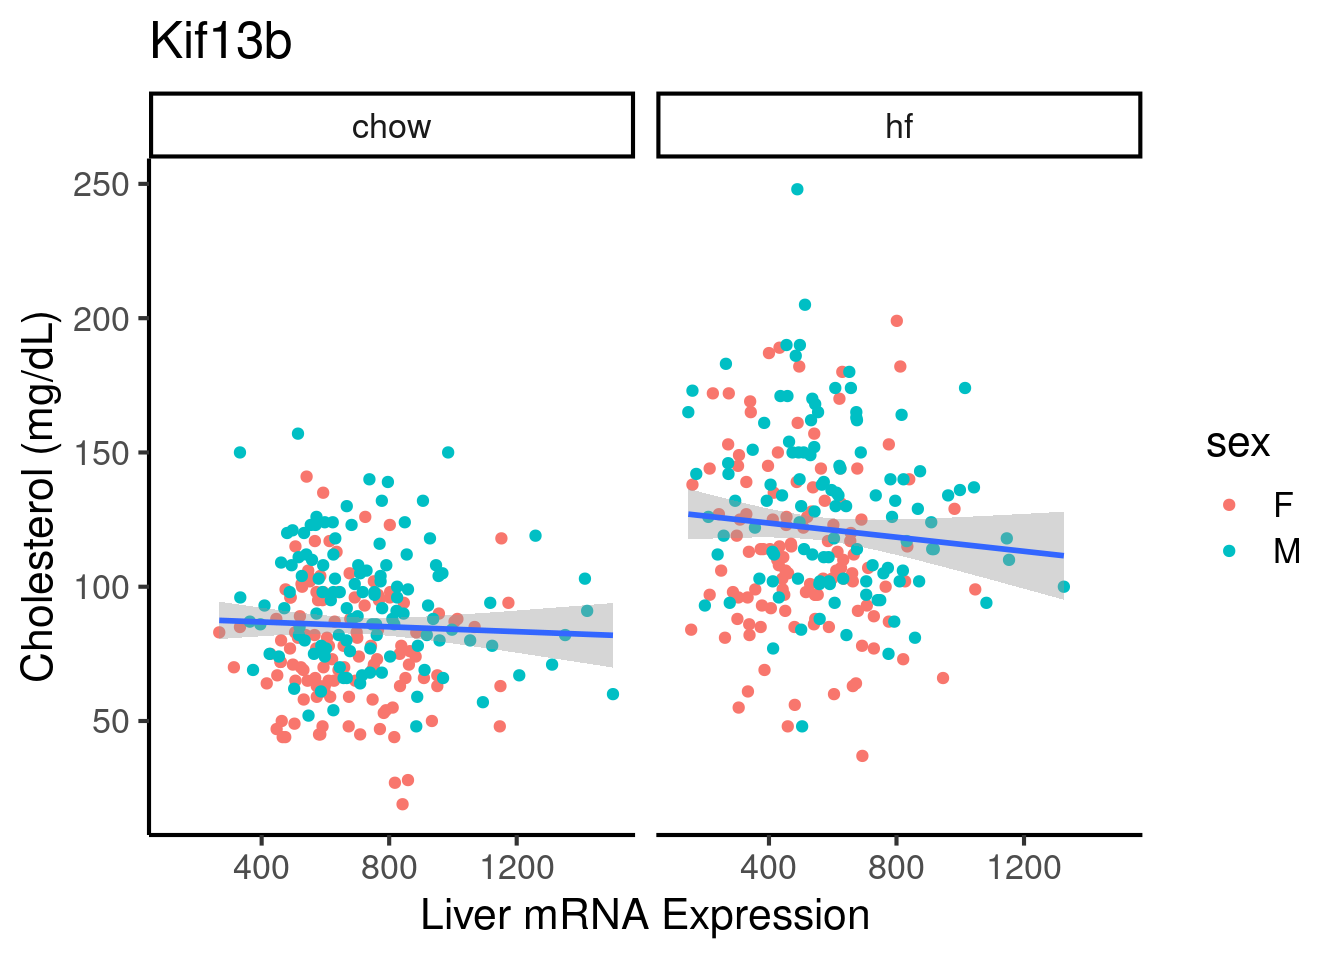 Kif13b
chow
hf
250
200
150
100
50
Cholesterol (mg/dL)
400 800 1200
400 800 1200
Liver mRNA Expression
sex
F
M